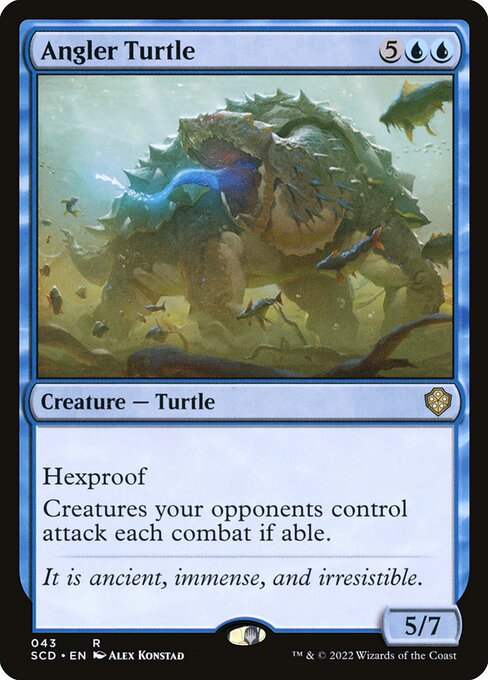 Angler Turtle 5
Creature — Turtle
Hexproof
Creatures your opponents control
attack each combat if able.
It is ancient, immense, and irresistible.
5/7
043 R
SCD • EN Alex Konstad
™ & © 2022 Wizards of the Coast